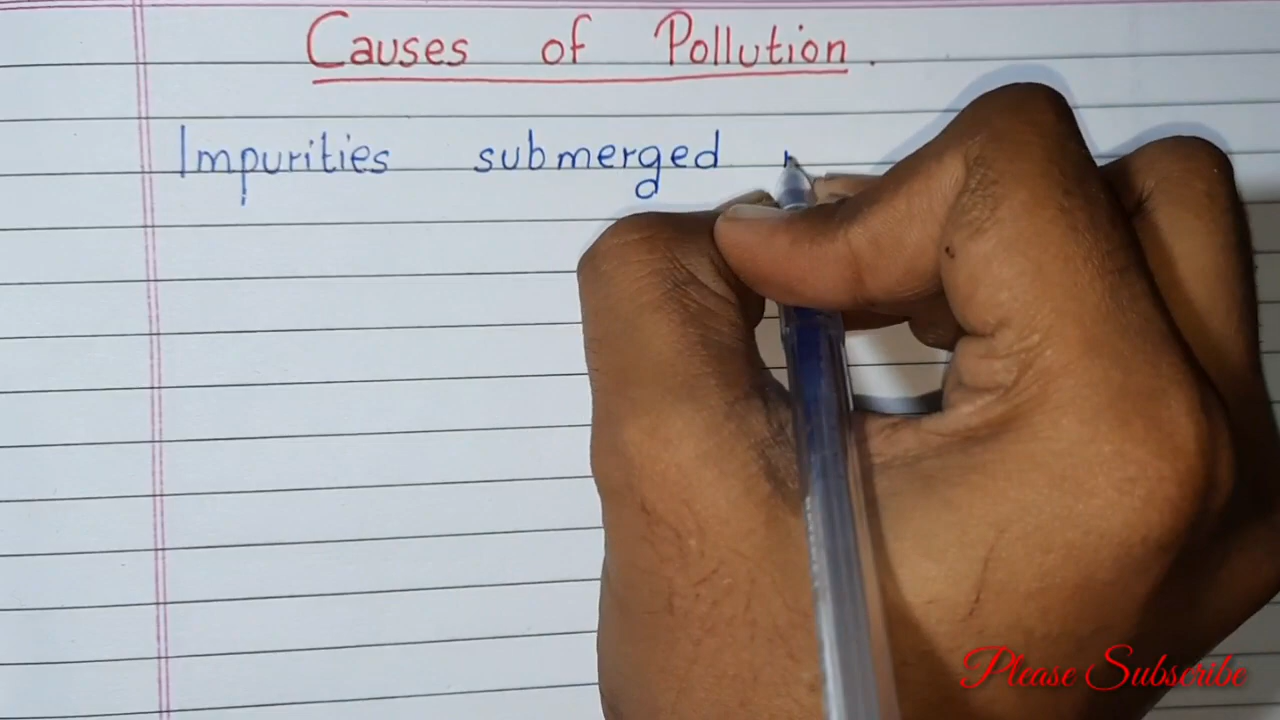 Causes of Pollution.
Impurities submerged
Please Subscribe